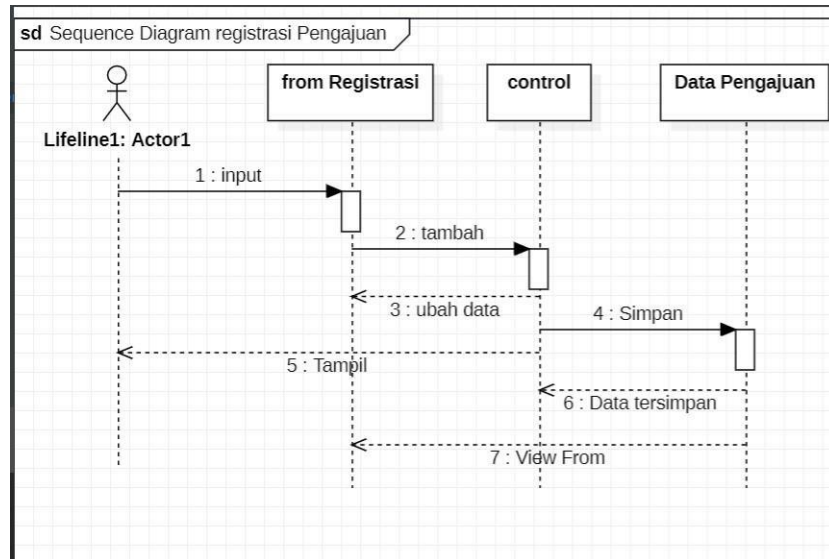 sd Sequence Diagram registrasi Pengajuan
from Registrasi
control
Data Pengajuan
Lifeline1: Actor1
1 : input
2 : tambah
3 : ubah data
4 : Simpan
5 : Tampil
6 : Data tersimpan
7 : View From